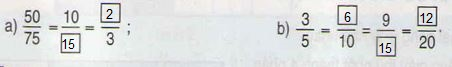 a) 50/75 = 10/15 = 2/3 ; b) 3/5 = 6/10 = 9/15 = 12/20.